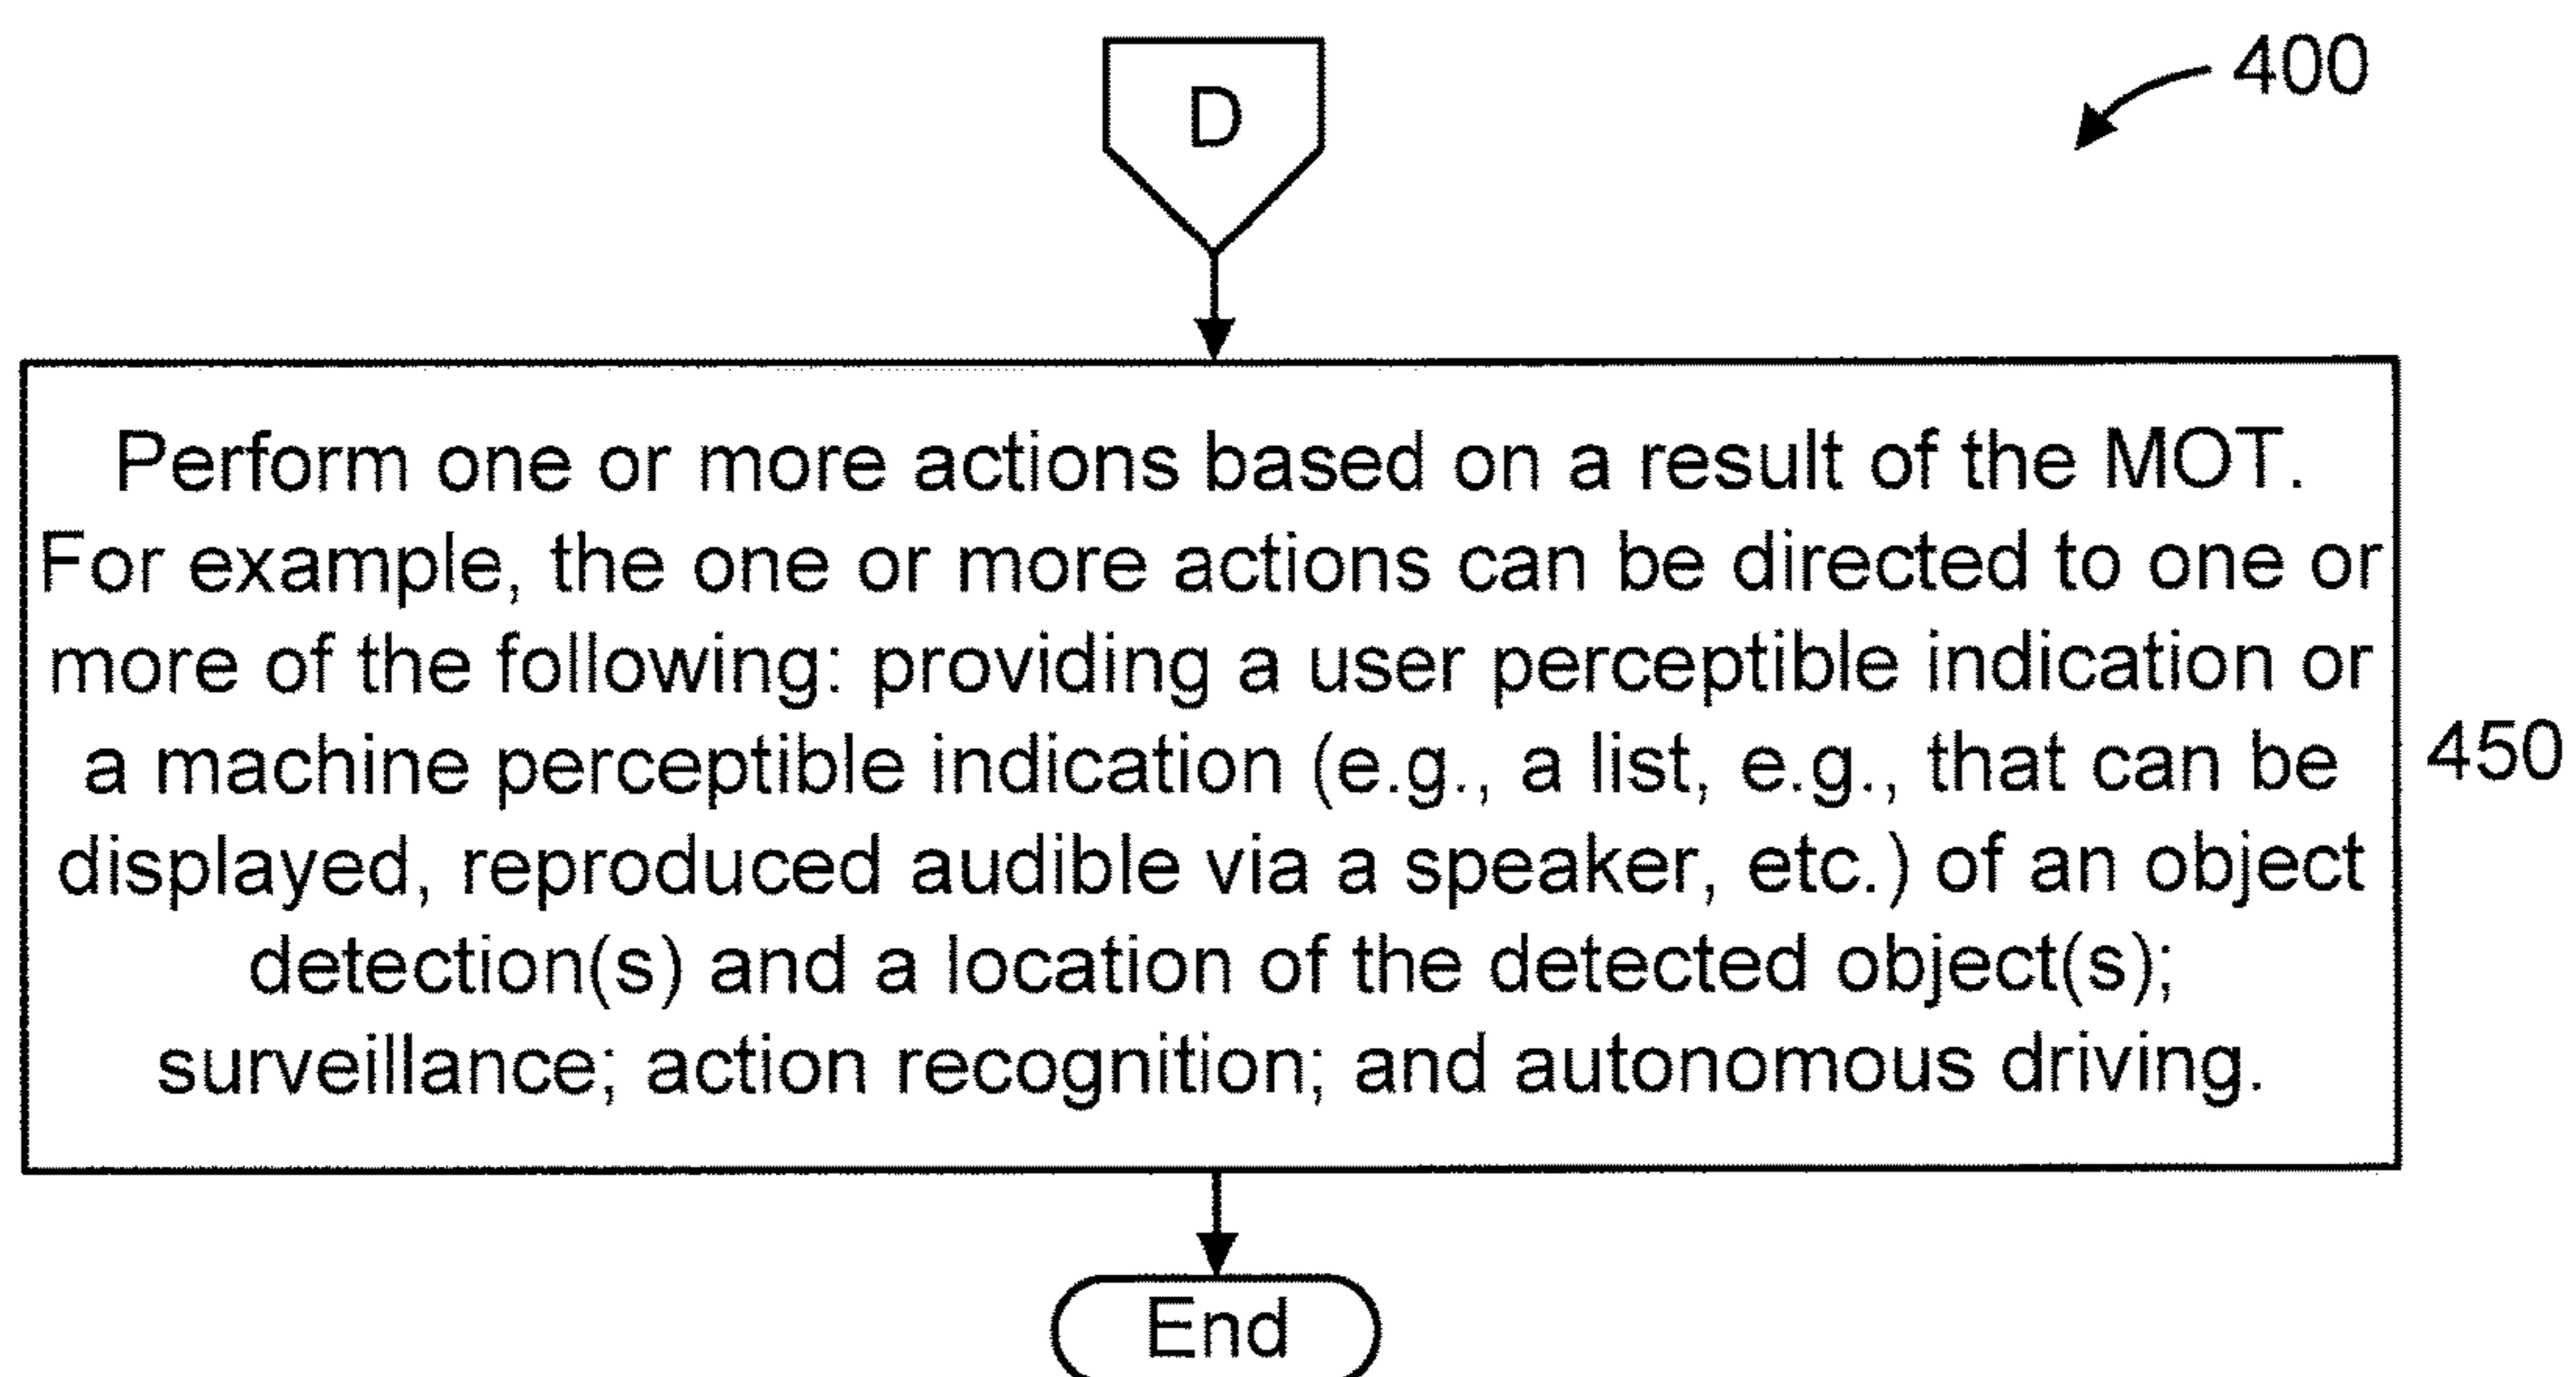 D
400
Perform one or more actions based on a result of the MOT.
For example, the one or more actions can be directed to one or
more of the following: providing a user perceptible indication or
a machine perceptible indication (e.g., a list, e.g., that can be
displayed, reproduced audible via a speaker, etc.) of an object
detection(s) and a location of the detected object(s);
surveillance; action recognition; and autonomous driving.
450
End